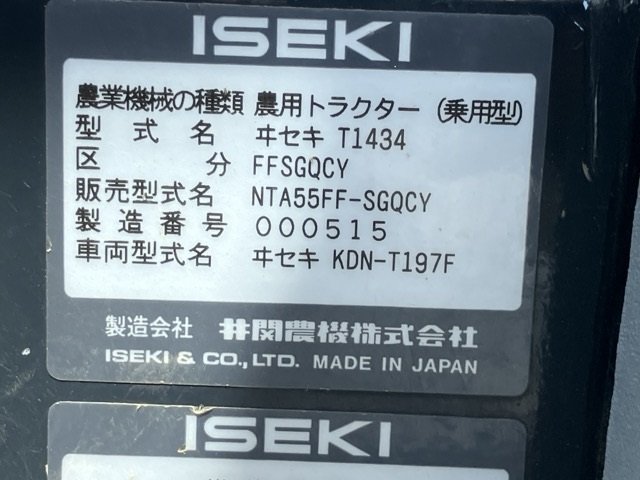 ISEKI
農業機械の種類 農用トラクター (乗用型)
型式名 ヰセキ T1434
区分 FFSGQCY
販売型式名 NTA55FF-SGQCY
製造番号 000515
車両型式名 ヰセキ KDN-T197F
製造会社 井関農機株式会社
ISEKI & CO., LTD. MADE IN JAPAN
ISEKI